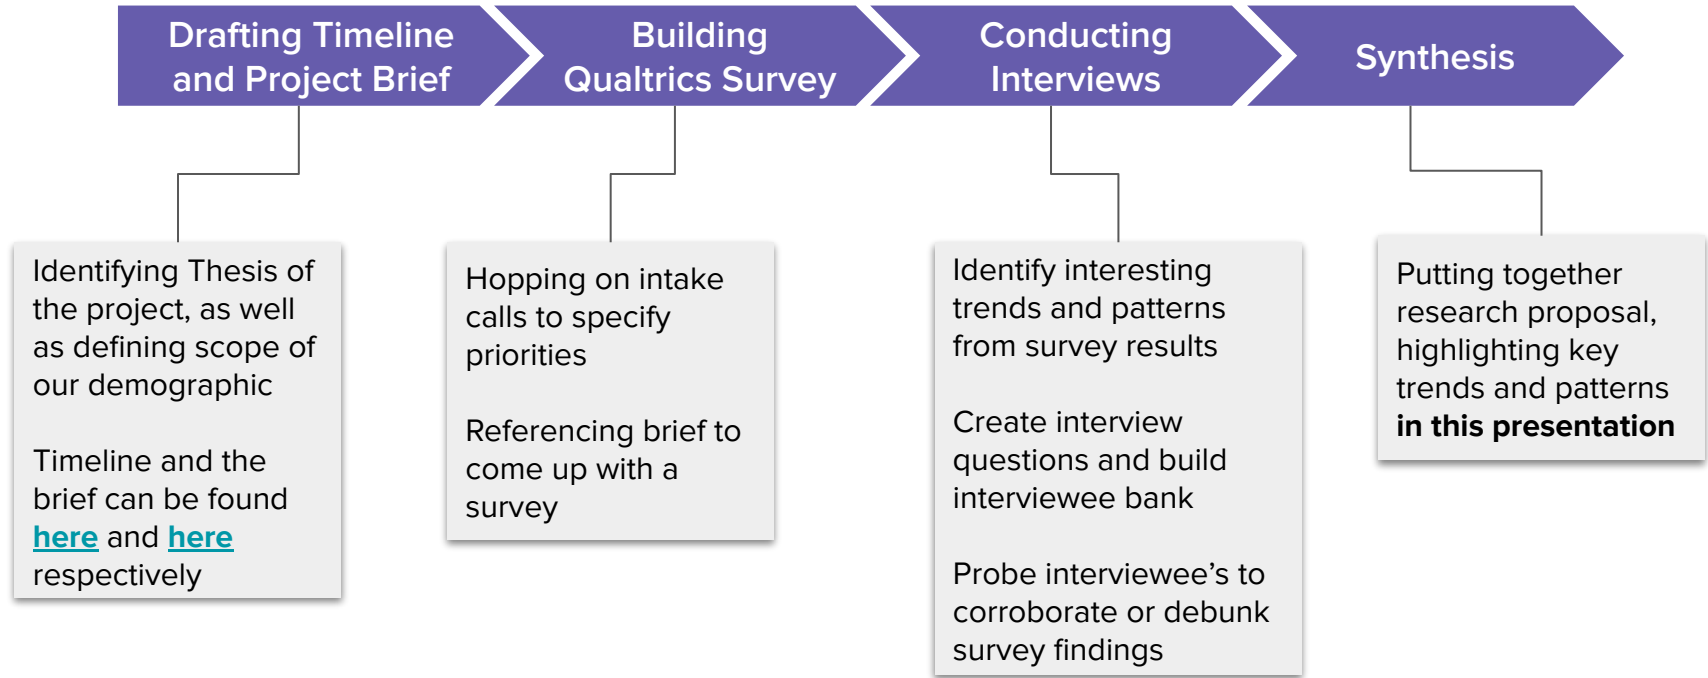 Drafting Timeline
and Project Brief
Building
Qualtrics Survey
Conducting
Interviews
Synthesis
Identifying Thesis of
the project, as well
as defining scope of
our demographic
Timeline and the
brief can be found
here and here
respectively
Hopping on intake
calls to specify
priorities
Referencing brief to
come up with a
survey
Identify interesting
trends and patterns
from survey results
Create interview
questions and build
interviewee bank
Probe interviewee's to
corroborate or debunk
survey findings
Putting together
research proposal,
highlighting key
trends and patterns
in this presentation